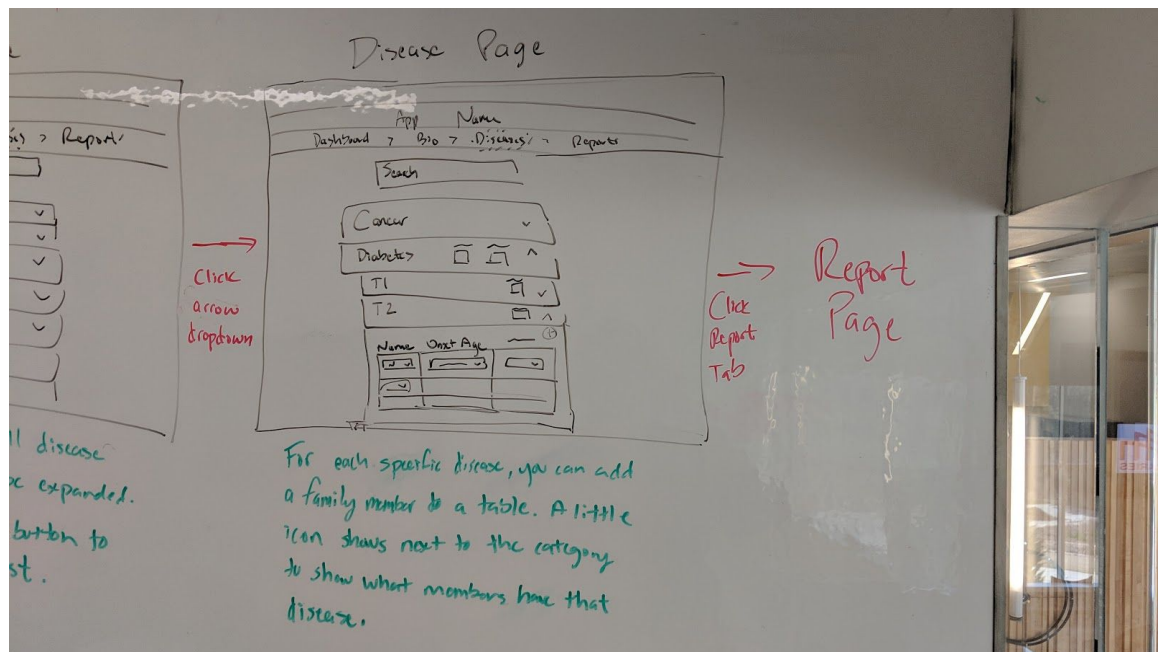 Disease Page
App Name
> Report
Dashboard > Bio > Diseases > Reports
Search
Cancer
Diabetes
T1
T2
Name Onset Age
Click
arrow
dropdown
Click
Report
Tab
Report
Page
ll disease
expanded.
button to
st.
For each specific disease, you can add
a family member to a table. A little
icon shows next to the category
to show what members have that
disease.